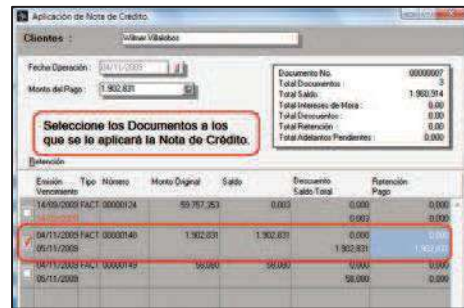 Aplicación de Nota de Crédito.
Clientes : Wilmer Villalobos
Fecha Operación : 04/11/2009
Monto del Pago : 1.902,831
Documento No. 00000007
Total Documentos : 3
Total Saldo : 1.960,914
Total Intereses de Mora : 0,00
Total Descuentos : 0,00
Total Retención : 0,00
Total Adelantos Pendientes : 0,000
Seleccione los Documentos a los
que se le aplicará la Nota de Crédito.
Retención
Emisión Tipo Número Monto Original Saldo Descuento Retención
Vencimiento Saldo Total Pago
14/09/2009 FACT 00000124 59.757,353 0,003 0,000 0,000
0,003 0,000
04/11/2009 FACT 00000148 1.902,831 1.902,831 0,000 0,000
05/11/2009 1.902,831 1.902,831
04/11/2009 FACT 00000149 58,080 58,080 0,000 0,000
05/11/2009 58,080 0,000